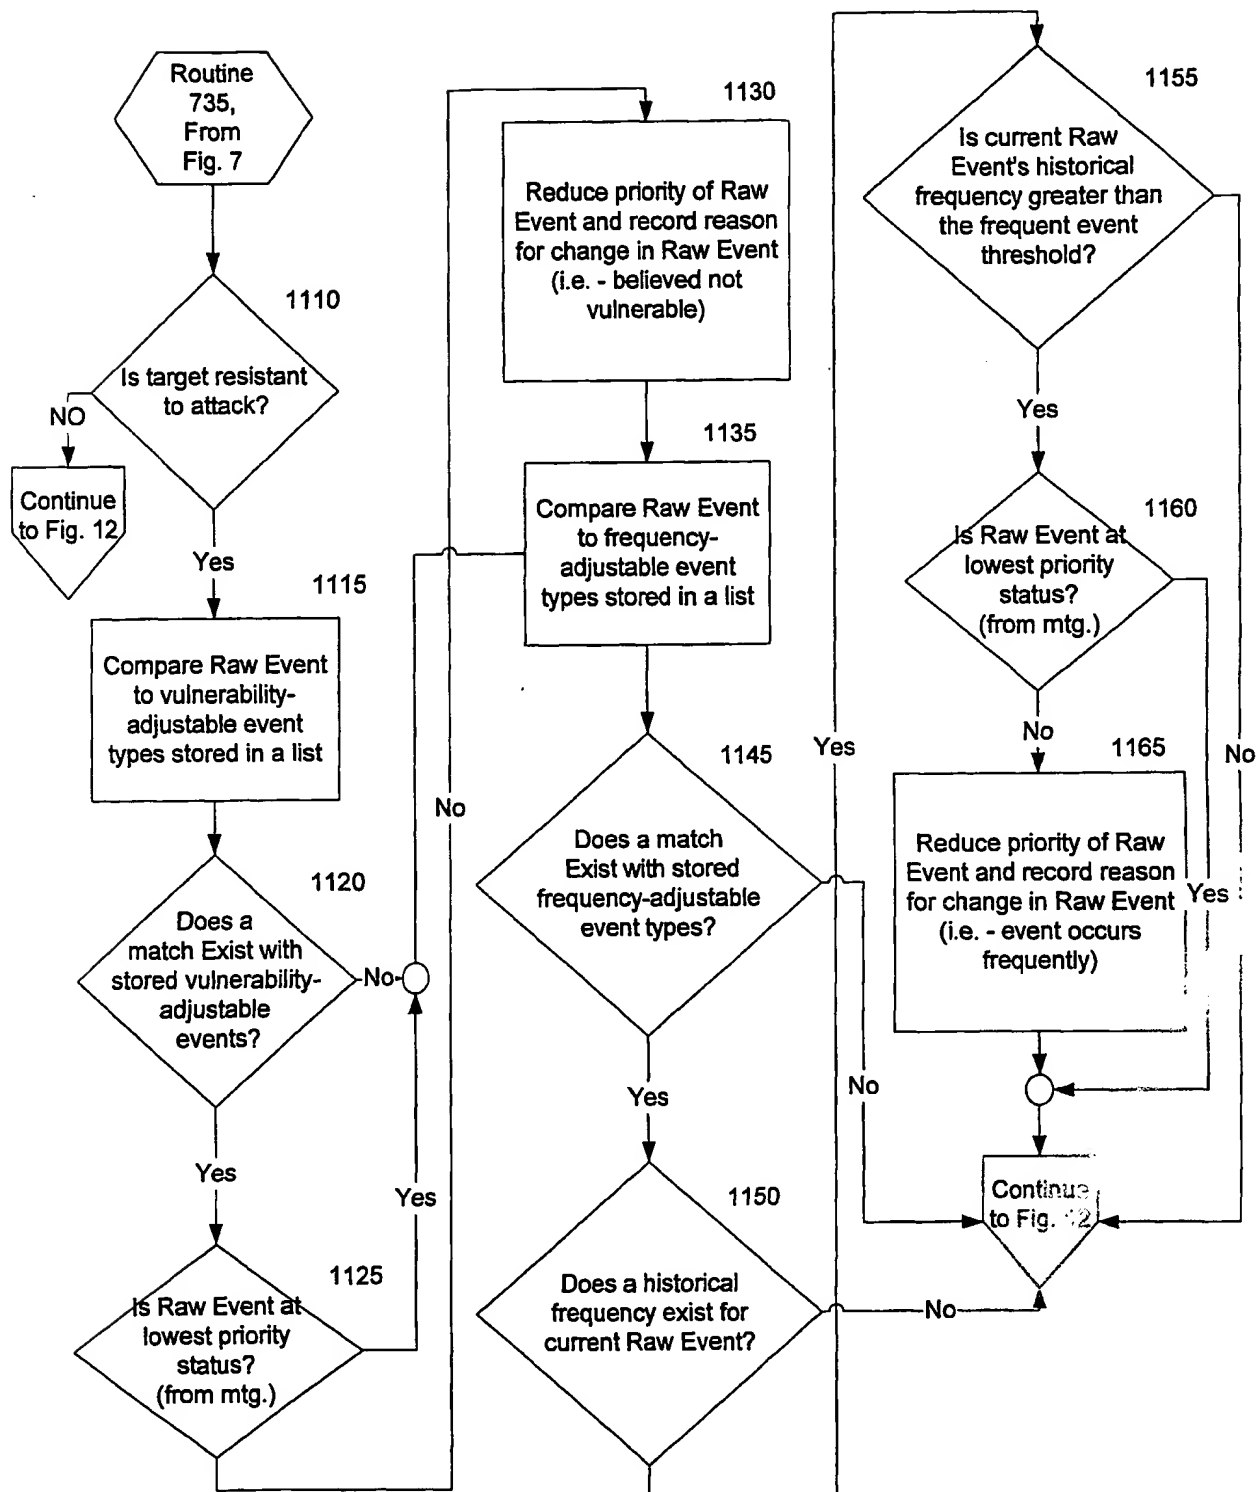 Routine
735,
From
Fig. 7
1110
Is target resistant
to attack?
NO
Continue
to Fig. 12
Yes
1115
Compare Raw Event
to vulnerability-
adjustable event
types stored in a list
1120
Does a
match Exist with
stored vulnerability-
adjustable
events?
No
Yes
Yes
1125
Is Raw Event at
lowest priority
status?
(from mtg.)
No
1130
Reduce priority of Raw
Event and record reason
for change in Raw Event
(i.e. - believed not
vulnerable)
1135
Compare Raw Event
to frequency-
adjustable event
types stored in a list
1145
Does a match
Exist with stored
frequency-adjustable
event types?
No
Yes
1150
Does a historical
frequency exist for
current Raw Event?
No
Yes
1155
Is current Raw
Event's historical
frequency greater than
the frequent event
threshold?
Yes
No
1160
Is Raw Event at
lowest priority
status?
(from mtg.)
No
Yes
1165
Reduce priority of Raw
Event and record reason
for change in Raw Event
(i.e. - event occurs
frequently)
Continue
to Fig. 12